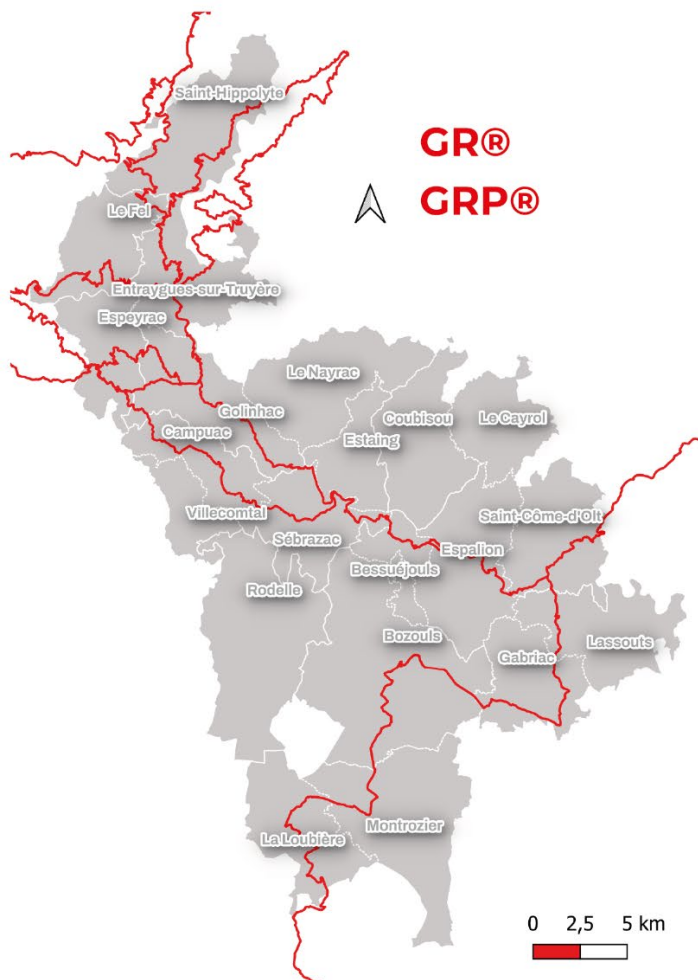 Saint-Hippolyte
GR®
GRP®
Le Fel
Entraygues-sur-Truyère
Espeyrac
Le Nayrac
Golinhac
Coubisou
Le Cayrol
Campuac
Estaing
Villecomtal
Saint-Côme-d'Olt
Sébrazac
Espalion
Bessuéjouls
Rodelle
Bozouls
Gabriac
Lassouts
Montrozier
La Loubière
0 2,5 5 km